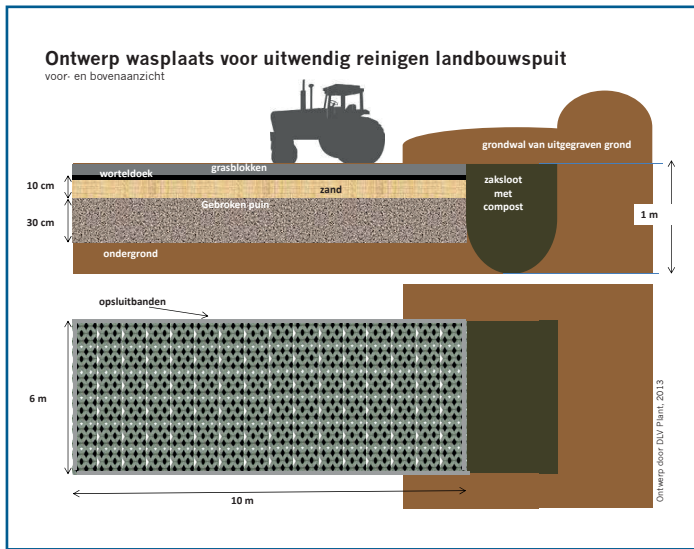 Ontwerp wasplaats voor uitwendig reinigen landbouwspuit
voor- en bovenaanzicht
grondwal van uitgegraven grond
grasblokken
worteldoek
10 cm
zand
zaksloot
met
compost
Gebroken puin
30 cm
1 m
ondergrond
opsluitbanden
6 m
10 m
Ontwerp door DLV Plant, 2013